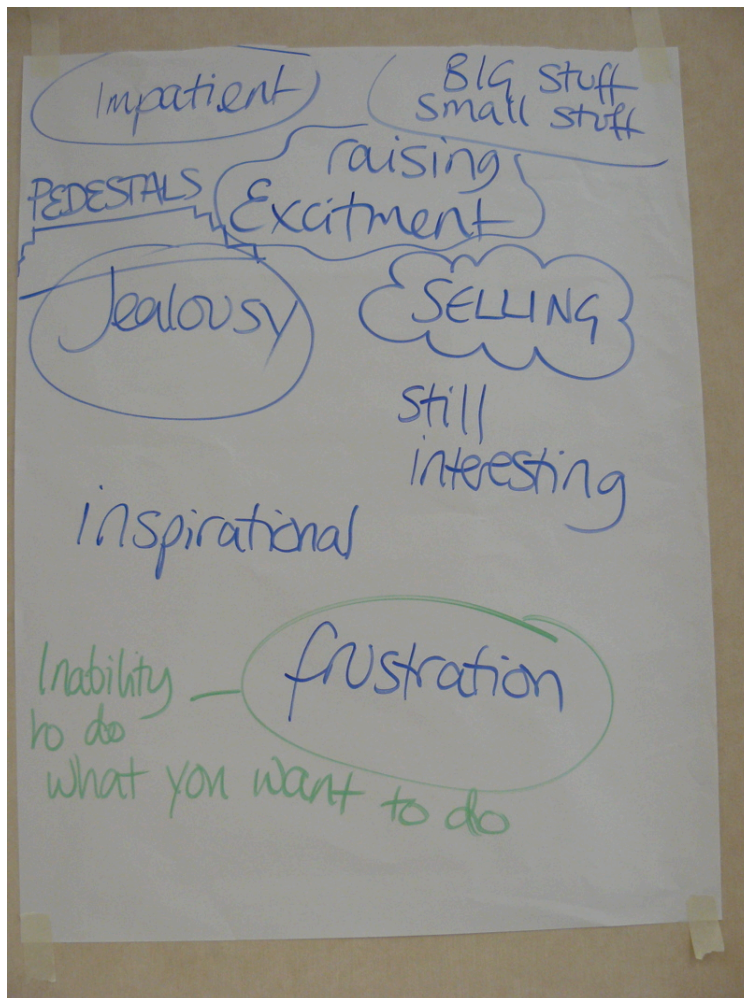 Impatient
BIG stuff
small stuff
PEDESTALS
raising
Excitment
Jealousy
SELLING
still
interesting
inspirational
frustration
Inability
to do
what you want to do